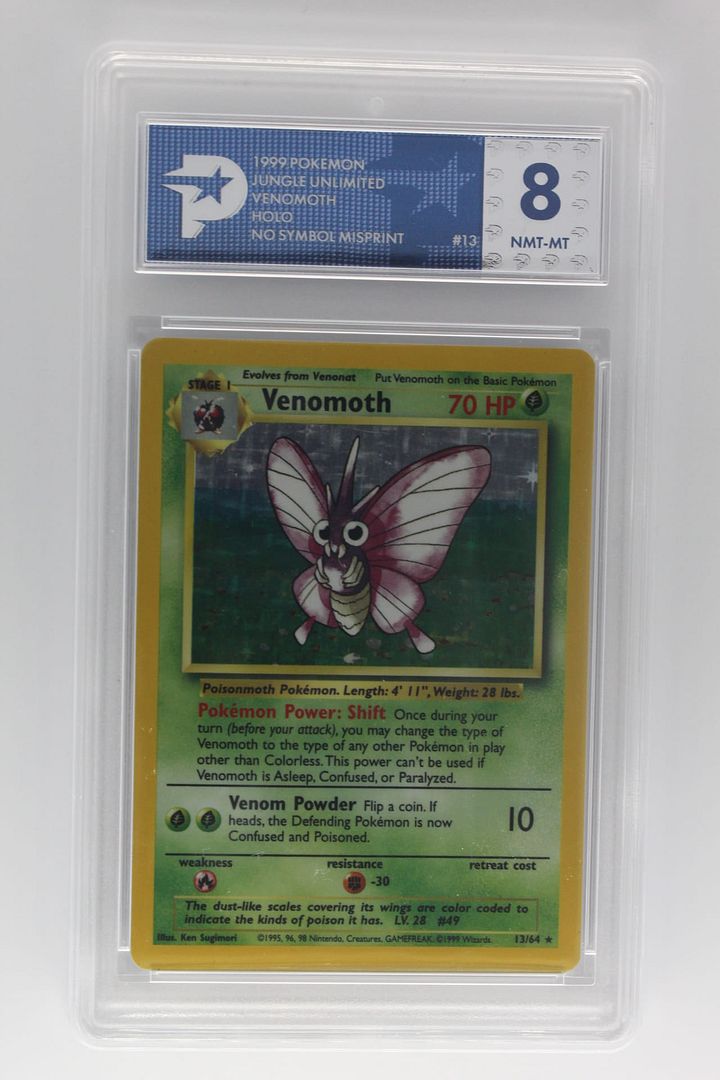 1999 POKEMON
JUNGLE UNLIMITED
VENOMOTH
HOLO
NO SYMBOL MISPRINT #13
8
NMT-MT
STAGE 1 Evolves from Venonat Put Venomoth on the Basic Pokémon
Venomoth 70 HP
Poisonmoth Pokémon. Length: 4' 11", Weight: 28 lbs.
Pokémon Power: Shift Once during your
turn (before your attack), you may change the type of
Venomoth to the type of any other Pokémon in play
other than Colorless. This power can't be used if
Venomoth is Asleep, Confused, or Paralyzed.
Venom Powder Flip a coin. If
heads, the Defending Pokémon is now
Confused and Poisoned.
10
weakness resistance retreat cost
-30
The dust-like scales covering its wings are color coded to
indicate the kinds of poison it has. LV. 28 #49
Illus. Ken Sugimori ©1995, 96, 98 Nintendo, Creatures, GAMEFREAK. ©1999 Wizards. 13/64 ★